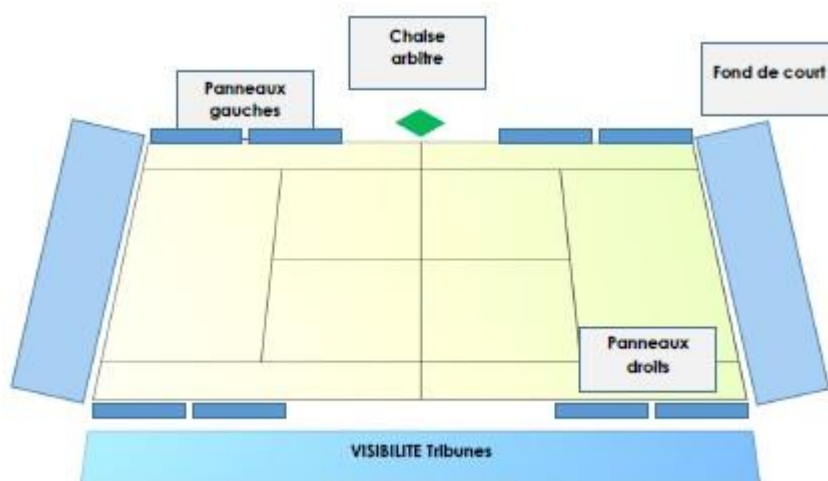 Chaise
arbitre
Fond de court
Panneaux
gauches
Panneaux
droits
VISIBILITE Tribunes